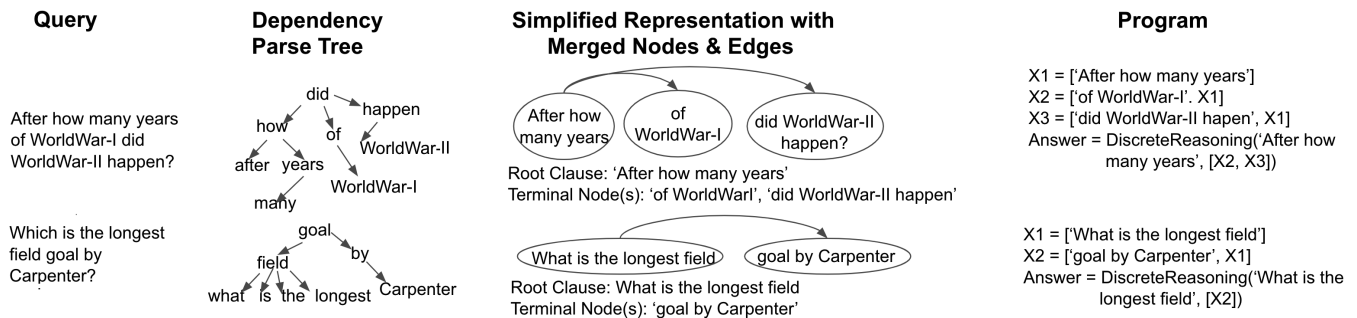 Query
Dependency
Parse Tree
Simplified Representation with
Merged Nodes & Edges
Program
After how many years
of WorldWar-I did
WorldWar-II happen?
did
happen
how
of
WorldWar-II
after
years
WorldWar-I
many
After how
many years
of
WorldWar-I
did WorldWar-II
happen?
Root Clause: ‘After how many years’
Terminal Node(s): ‘of WorldWarI’, ‘did WorldWar-II happen’
X1 = [‘After how many years’]
X2 = [‘of WorldWar-I’. X1]
X3 = [‘did WorldWar-II hapen’, X1]
Answer = DiscreteReasoning(‘After how
many years’, [X2, X3])
Which is the longest
field goal by
Carpenter?
goal
field
by
what is the longest
Carpenter
What is the longest field
goal by Carpenter
Root Clause: What is the longest field
Terminal Node(s): ‘goal by Carpenter’
X1 = [‘What is the longest field’]
X2 = [‘goal by Carpenter’, X1]
Answer = DiscreteReasoning(‘What is the
longest field’, [X2])